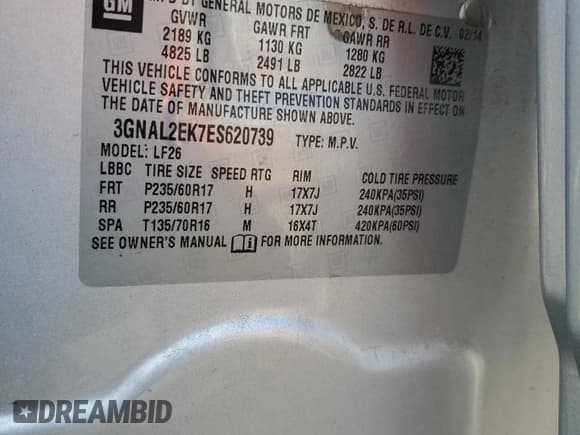 GM
MFD BY GENERAL MOTORS DE MEXICO, S. DE R.L. DE C.V. 02/14
GVWR GAWR FRT GAWR RR
2189 KG 1130 KG 1280 KG
4825 LB 2491 LB 2822 LB
THIS VEHICLE CONFORMS TO ALL APPLICABLE U.S. FEDERAL MOTOR
VEHICLE SAFETY AND THEFT PREVENTION STANDARDS IN EFFECT ON
THE DATE OF MANUFACTURE SHOWN ABOVE.
3GNAL2EK7ES620739 TYPE: M.P.V.
MODEL: LF26
LBBC TIRE SIZE SPEED RTG RIM COLD TIRE PRESSURE
FRT P235/60R17 H 17X7J 240KPA(35PSI)
RR P235/60R17 H 17X7J 240KPA(35PSI)
SPA T135/70R16 M 16X4T 420KPA(60PSI)
SEE OWNER'S MANUAL i FOR MORE INFORMATION.
DREAMBID